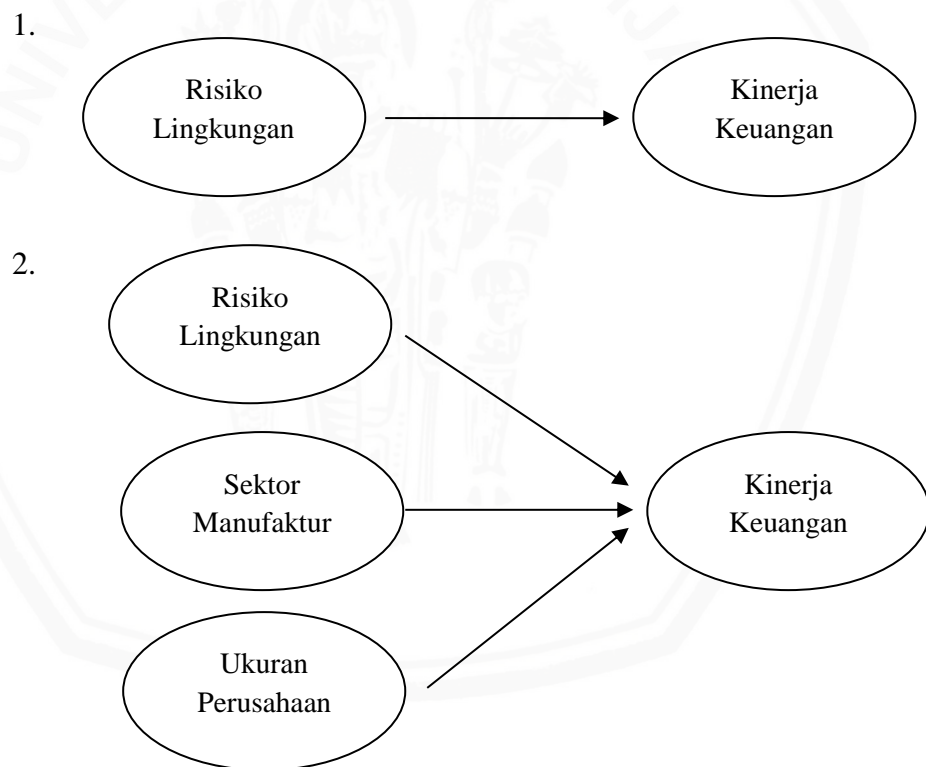 1.
Risiko
Lingkungan
Kinerja
Keuangan
2.
Risiko
Lingkungan
Sektor
Manufaktur
Kinerja
Keuangan
Ukuran
Perusahaan